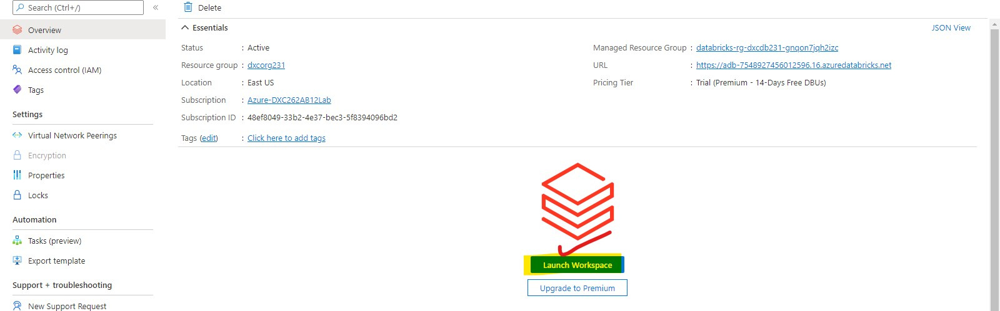 Search (Ctrl+/)
«
Overview
Activity log
Access control (IAM)
Tags
Settings
Virtual Network Peerings
Encryption
Properties
Locks
Automation
Tasks (preview)
Export template
Support + troubleshooting
New Support Request
Delete
Essentials
JSON View
Status : Active
Resource group : dxcorg231
Location : East US
Subscription : Azure-DXC262AB12Lab
Subscription ID : 48ef8049-33b2-4e37-bec3-5f8394096bd2
Tags (edit) : Click here to add tags
Managed Resource Group : databricks-rg-dxcdb231-gnqon7jqh2izc
URL : https://adb-7548927456012596.16.azuredatabricks.net
Pricing Tier : Trial (Premium - 14-Days Free DBUs)
Launch Workspace
Upgrade to Premium